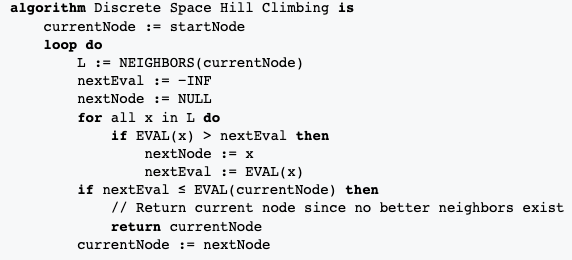 algorithm Discrete Space Hill Climbing is
    currentNode := startNode
    loop do
        L := NEIGHBORS(currentNode)
        nextEval := −INF
        nextNode := NULL
        for all x in L do
            if EVAL(x) > nextEval then
                nextNode := x
                nextEval := EVAL(x)
        if nextEval ≤ EVAL(currentNode) then
            // Return current node since no better neighbors exist
            return currentNode
        currentNode := nextNode